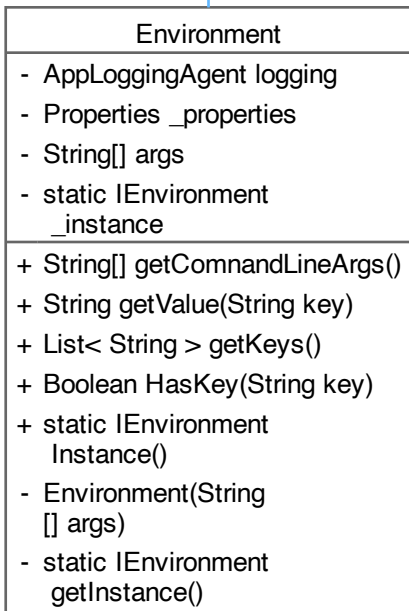 Environment
- AppLoggingAgent logging
- Properties _properties
- String[] args
- static IEnvironment
_instance
+ String[] getComnandLineArgs()
+ String getValue(String key)
+ List< String > getKeys()
+ Boolean HasKey(String key)
+ static IEnvironment
Instance()
- Environment(String
[] args)
- static IEnvironment
getInstance()